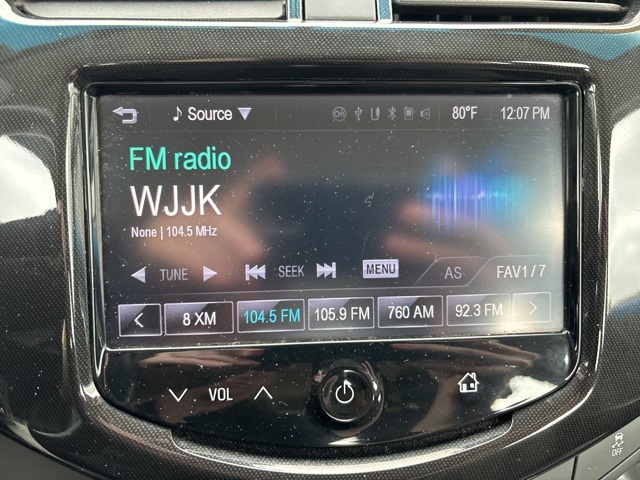 Source 80°F 12:07 PM
FM radio
WJJK
None | 104.5 MHz
TUNE SEEK MENU AS FAV1 / 7
8 XM 104.5 FM 105.9 FM 760 AM 92.3 FM
VOL
OFF